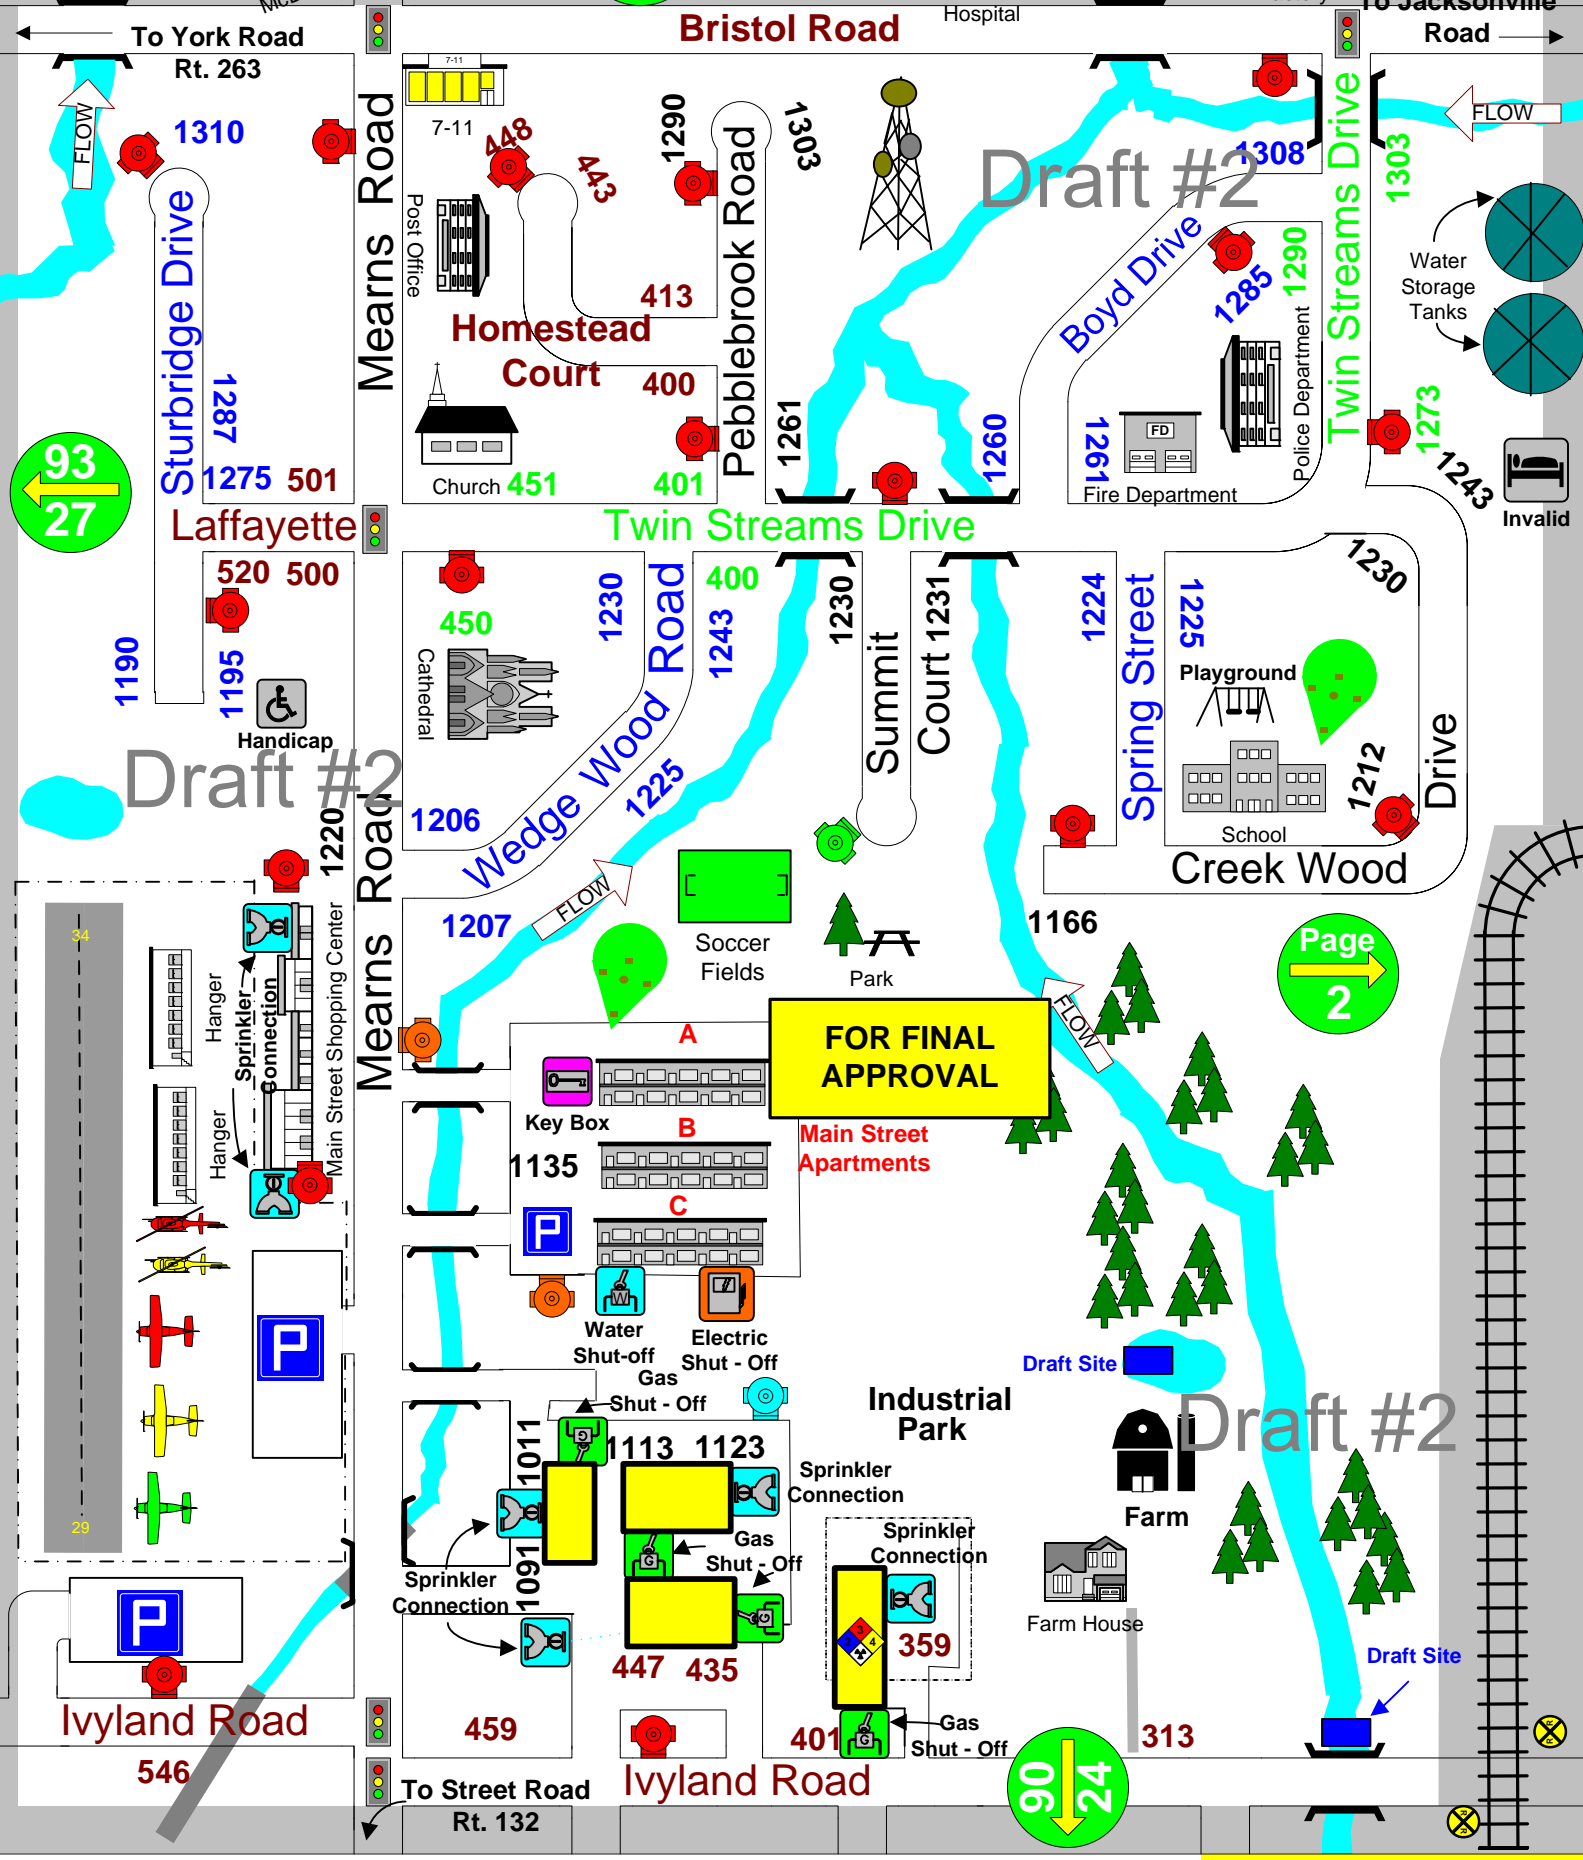 Hospital
To Jacksonville
Road
To York Road
Rt. 263
Bristol Road
FLOW
1310
Mearns Road
7-11
7-11
448
443
1290
1303
Pebblebrook Road
Draft #2
1308
Twin Streams Drive
1303
FLOW
Post Office
413
Homestead
Court
400
Boyd Drive
1285
1290
Police Department
Water
Storage
Tanks
Sturbridge Drive
1287
1275
501
Church
451
401
1261
1260
1261
FD
Fire Department
1273
1243
Invalid
93
27
Laffayette
Twin Streams Drive
520
500
450
1230
Wedge Wood Road
400
1243
1230
Summit
Court
1231
1224
Spring Street
1225
1230
1190
1195
Handicap
Cathedral
Playground
School
1212
Drive
Draft #2
1220
1206
1225
Mearns Road
Creek Wood
1207
FLOW
Soccer
Fields
Park
1166
Page
2
34
Hanger
Sprinkler
Connection
Main Street Shopping Center
Hanger
A
FOR FINAL
APPROVAL
FLOW
Key Box
B
Main Street
Apartments
1135
C
P
W
Water
Shut-off
Electric
Shut - Off
P
Gas
Shut - Off
Draft Site
Industrial
Park
Draft #2
1011
G
1113
1123
Sprinkler
Connection
Farm
29
Gas
Shut - Off
G
Sprinkler
Connection
1091
Sprinkler
Connection
G
3
2
4
359
Farm House
P
447
435
Draft Site
Ivyland Road
459
401
G
Gas
Shut - Off
313
546
Ivyland Road
90
24
To Street Road
Rt. 132
R R
R R